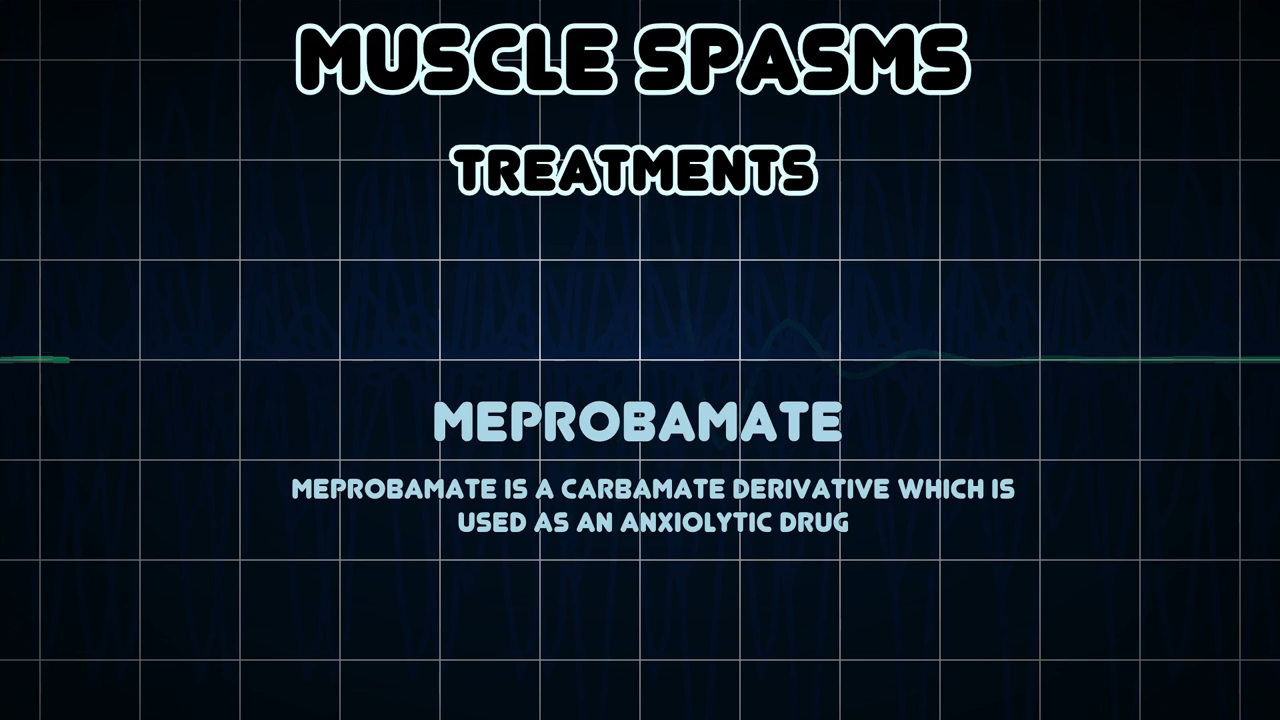 MUSCLE SPASMS
TREATMENTS
MEPROBAMATE
MEPROBAMATE IS A CARBAMATE DERIVATIVE WHICH IS
USED AS AN ANXIOLYTIC DRUG